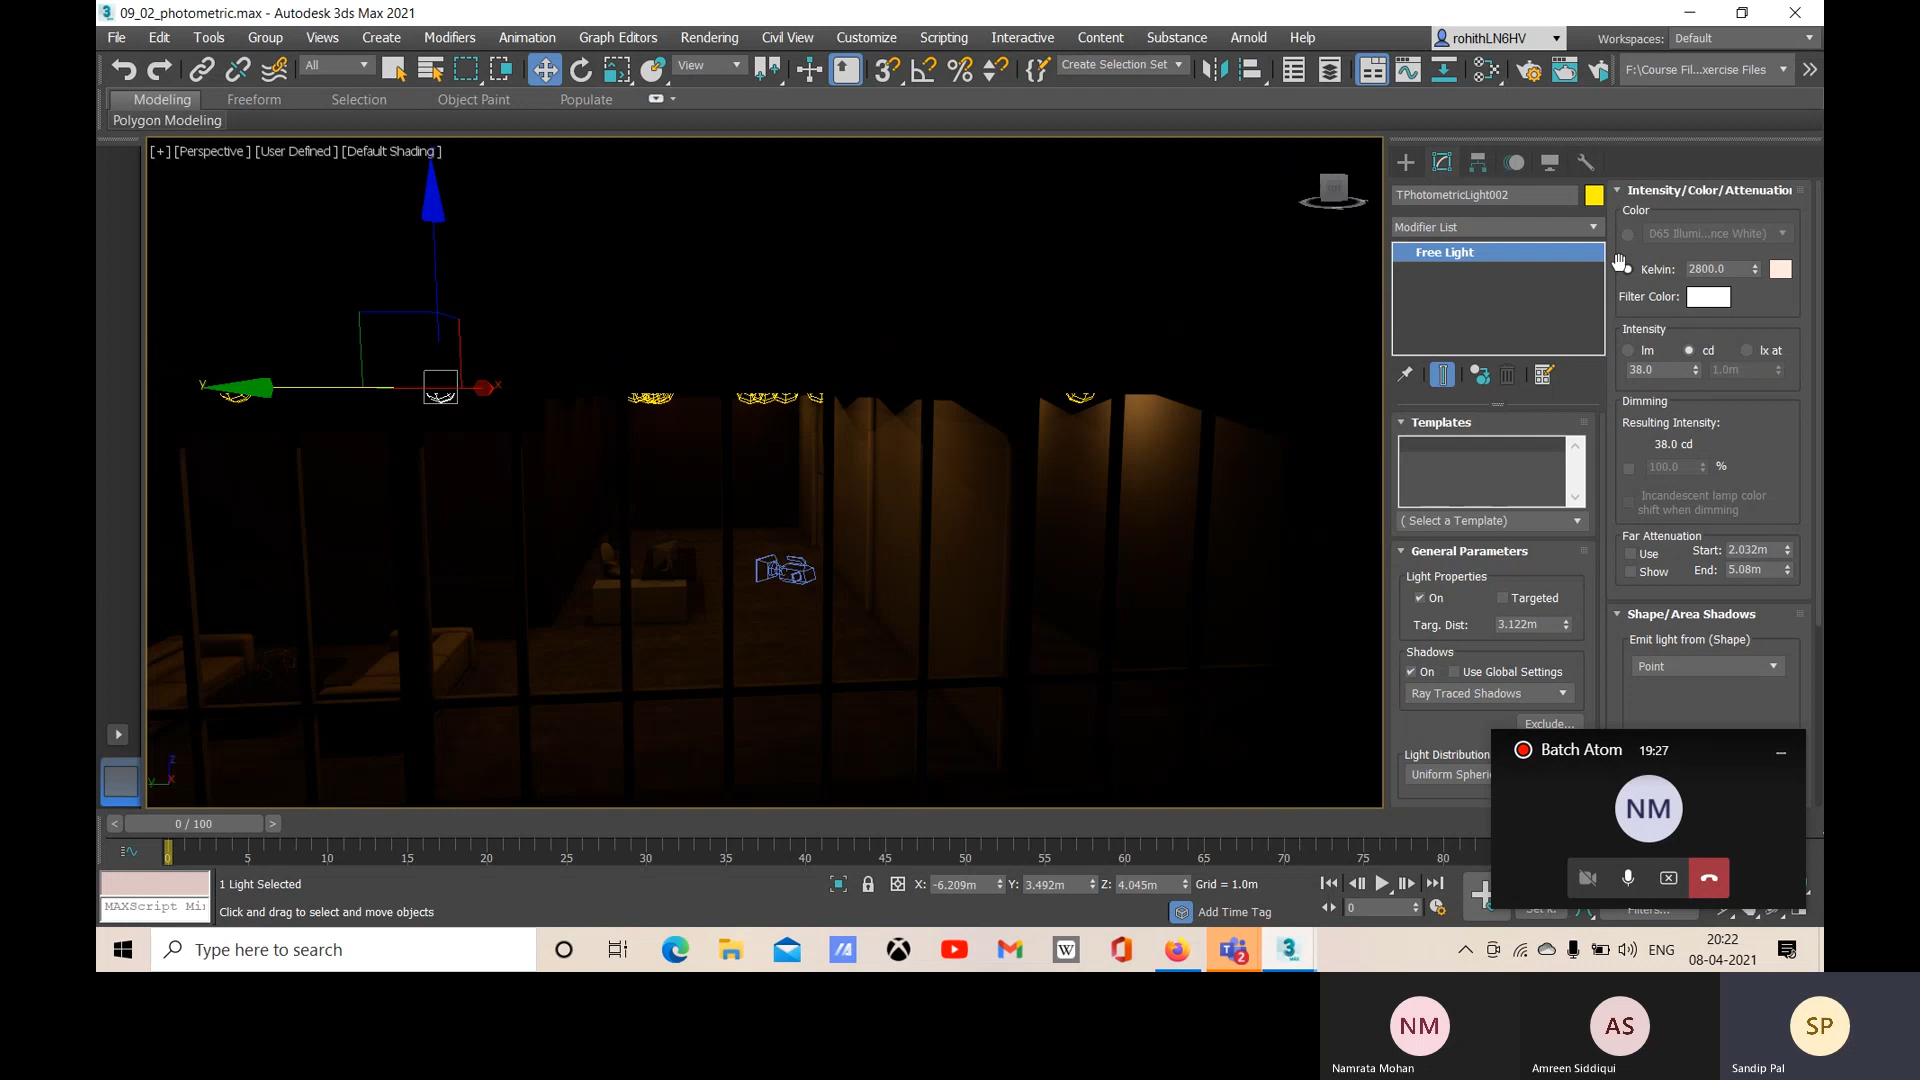 09_02_photometric.max - Autodesk 3ds Max 2021
File Edit Tools Group Views Create Modifiers Animation Graph Editors Rendering Civil View Customize Scripting Interactive Content Substance Arnold Help
rohithLN6HV
Workspaces: Default
All
View
Create Selection Set
F:\Course Fil...xercise Files
Modeling Freeform Selection Object Paint Populate
Polygon Modeling
[+] [Perspective ] [User Defined ] [Default Shading ]
y
x
z
y
x
TPhotometricLight002
Modifier List
Free Light
Templates
( Select a Template)
General Parameters
Light Properties
On Targeted
Targ. Dist: 3.122m
Shadows
On Use Global Settings
Ray Traced Shadows
Exclude...
Light Distribution
Uniform Spheri
Intensity/Color/Attenuation
Color
D65 Illumi...nce White)
Kelvin: 2800.0
Filter Color:
Intensity
lm cd lx at
38.0 1.0m
Dimming
Resulting Intensity:
38.0 cd
100.0 %
Incandescent lamp color
shift when dimming
Far Attenuation
Use Start: 2.032m
Show End: 5.08m
Shape/Area Shadows
Emit light from (Shape)
Point
Batch Atom 19:27
NM
< 0 / 100 >
0 5 10 15 20 25 30 35 40 45 50 55 60 65 70 75 80
MAXScript Mi
1 Light Selected
Click and drag to select and move objects
X: -6.209m Y: 3.492m Z: 4.045m Grid = 1.0m
Add Time Tag
0
Set K.
Filters...
Type here to search
W
2
3
MAX
ENG
20:22
08-04-2021
NM
Namrata Mohan
AS
Amreen Siddiqui
SP
Sandip Pal